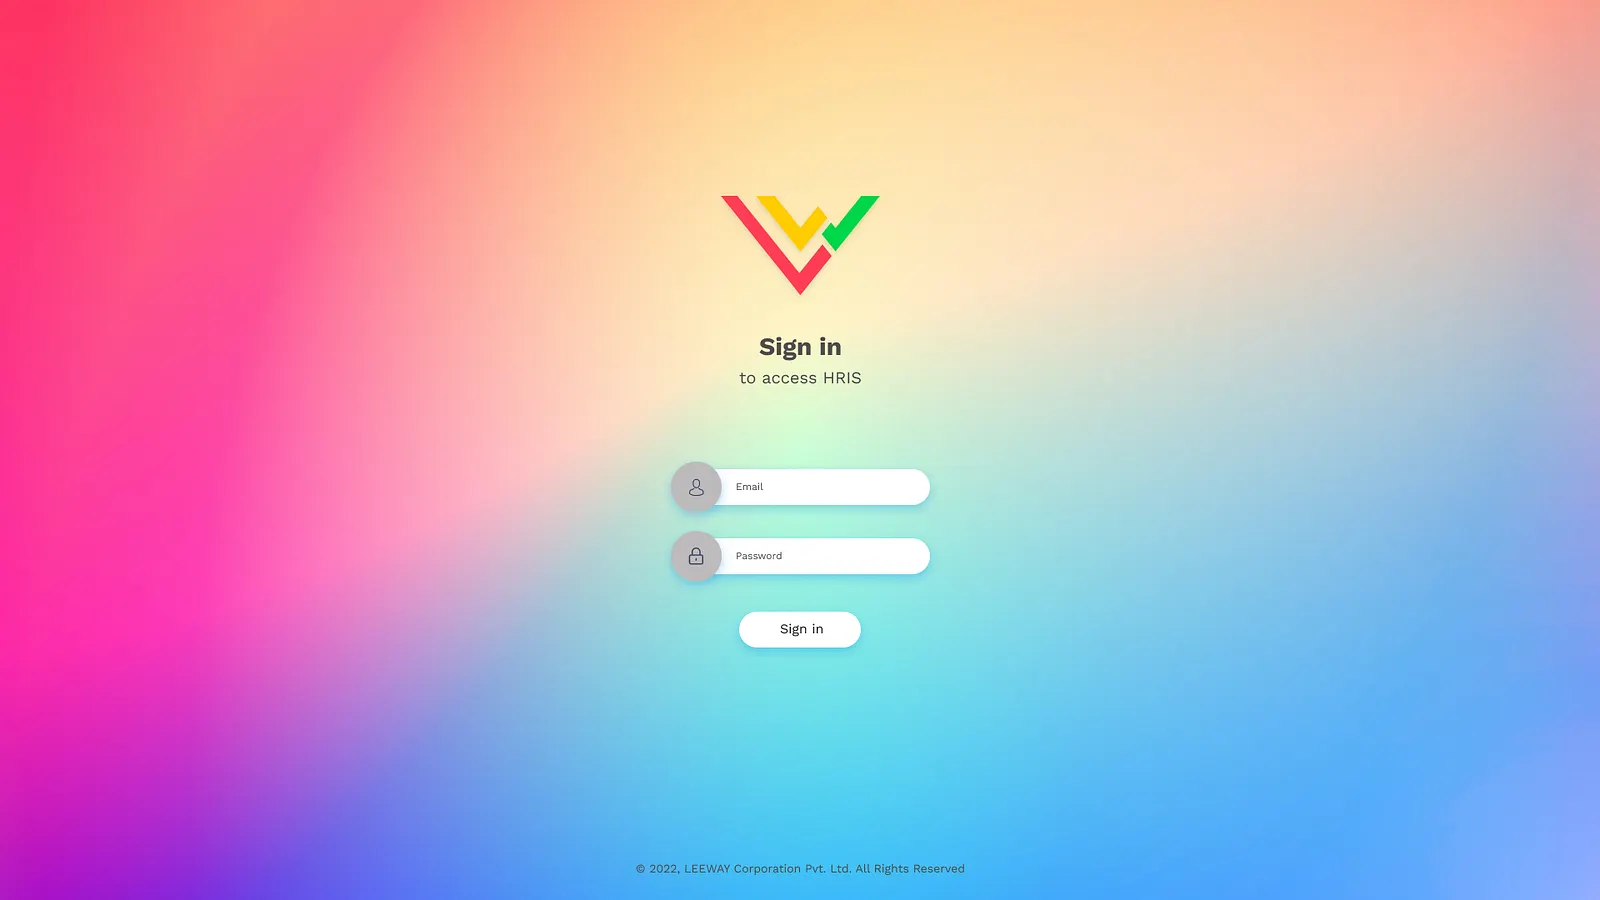 Sign in
to access HRIS
Email
Password
Sign in
© 2022, LEEWAY Corporation Pvt. Ltd. All Rights Reserved